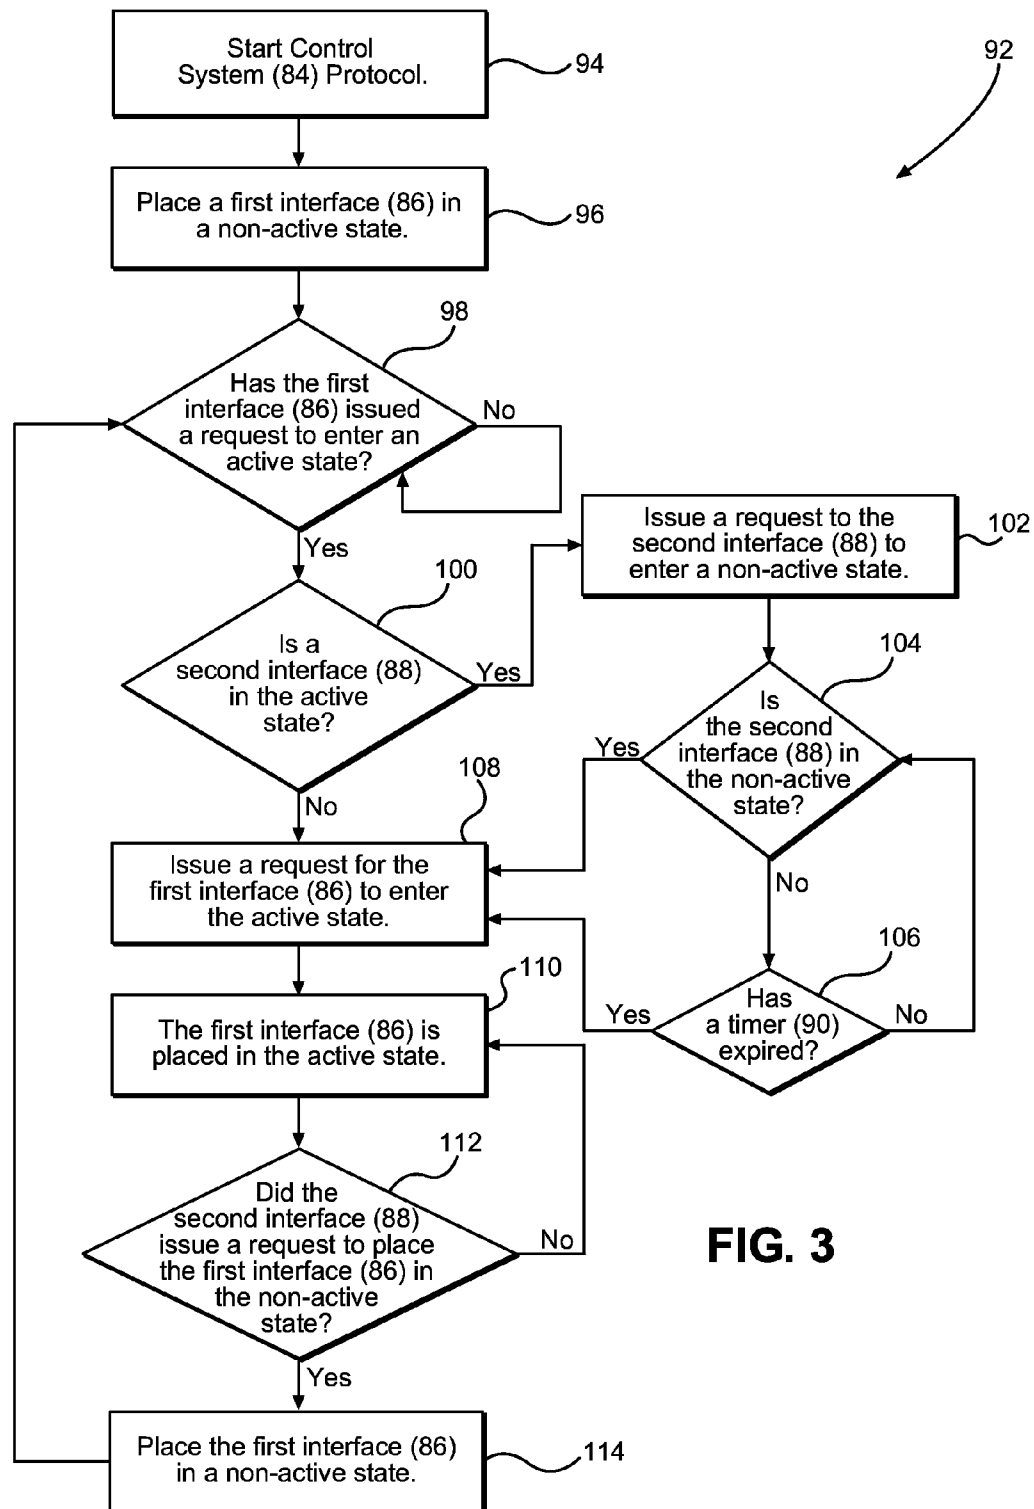 Start Control
System (84) Protocol.
94
92
Place a first interface (86) in
a non-active state.
96
98
Has the first
interface (86) issued
a request to enter an
active state?
No
Yes
Issue a request to the
second interface (88) to
enter a non-active state.
102
100
Is a
second interface (88)
in the active
state?
Yes
No
104
Is
the second
interface (88) in
the non-active
state?
Yes
No
108
Issue a request for the
first interface (86) to enter
the active state.
106
Has
a timer (90)
expired?
Yes
No
110
The first interface (86) is
placed in the active state.
112
Did the
second interface (88)
issue a request to place
the first interface (86) in
the non-active
state?
No
Yes
FIG. 3
Place the first interface (86)
in a non-active state.
114